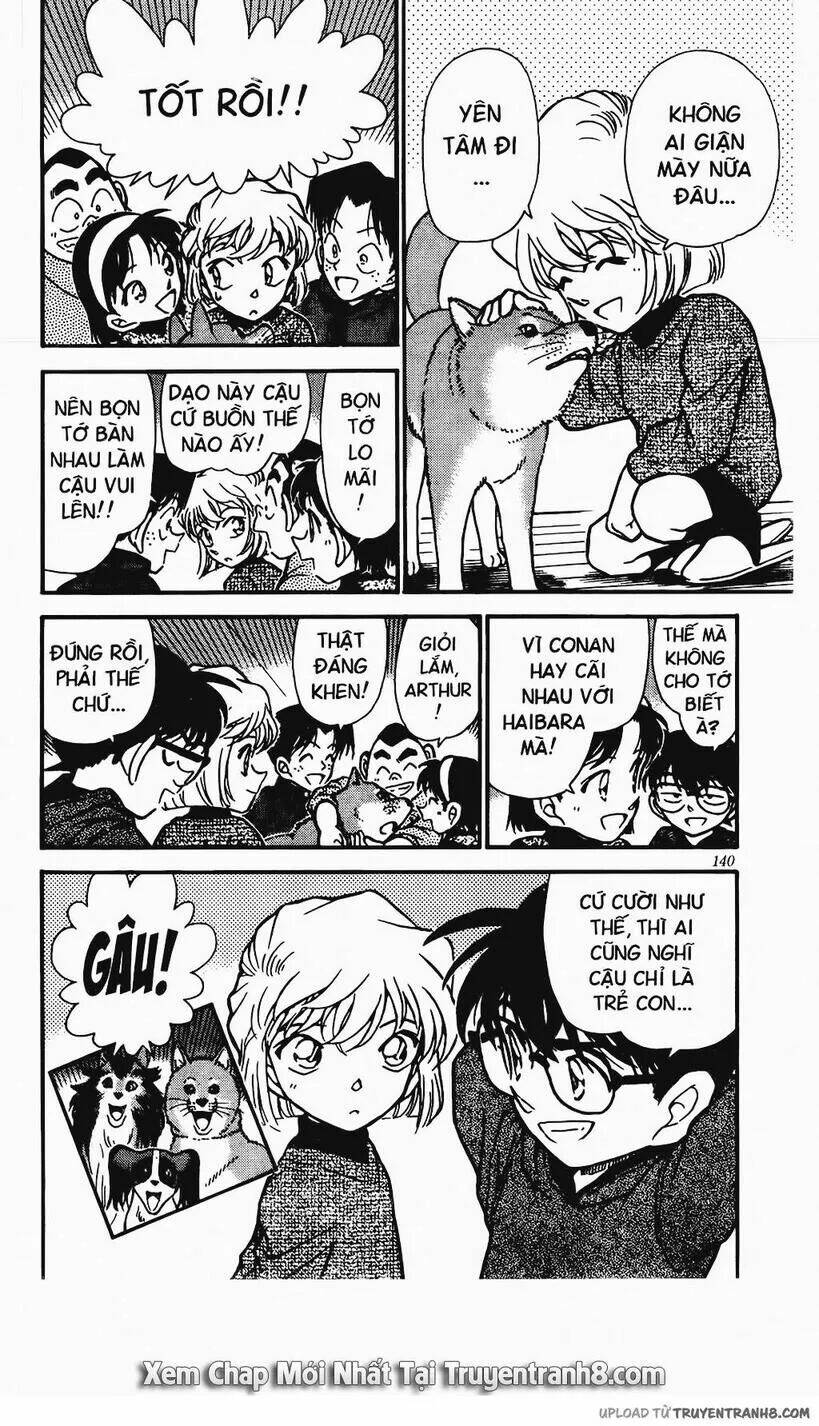 KHÔNG
AI GIẬN
MÀY NỮA
ĐÂU...
YÊN
TÂM ĐI
...
TỐT RỒI!!
BỌN
TỚ
LO
MÃI
!
DẠO NÀY CẬU
CỨ BUỒN THẾ
NÀO ẤY!
NÊN BỌN
TỚ BÀN
NHAU LÀM
CẬU VUI
LÊN!!
THẾ MÀ
KHÔNG
CHO TỚ
BIẾT
À?
VÌ CONAN
HAY CÃI
NHAU VỚI
HAIBARA
MÀ!
GIỎI
LẮM,
ARTHUR
!
THẬT
ĐÁNG
KHEN!
ĐÚNG RỒI,
PHẢI THẾ
CHỨ...
140
CỨ CƯỜI NHƯ
THẾ, THÌ AI
CŨNG NGHĨ
CẬU CHỈ LÀ
TRẺ CON...
GÂU!
Xem Chap Mới Nhất Tại Truyentranh8.com
UPLOAD TỪ TRUYENTRANH8.COM